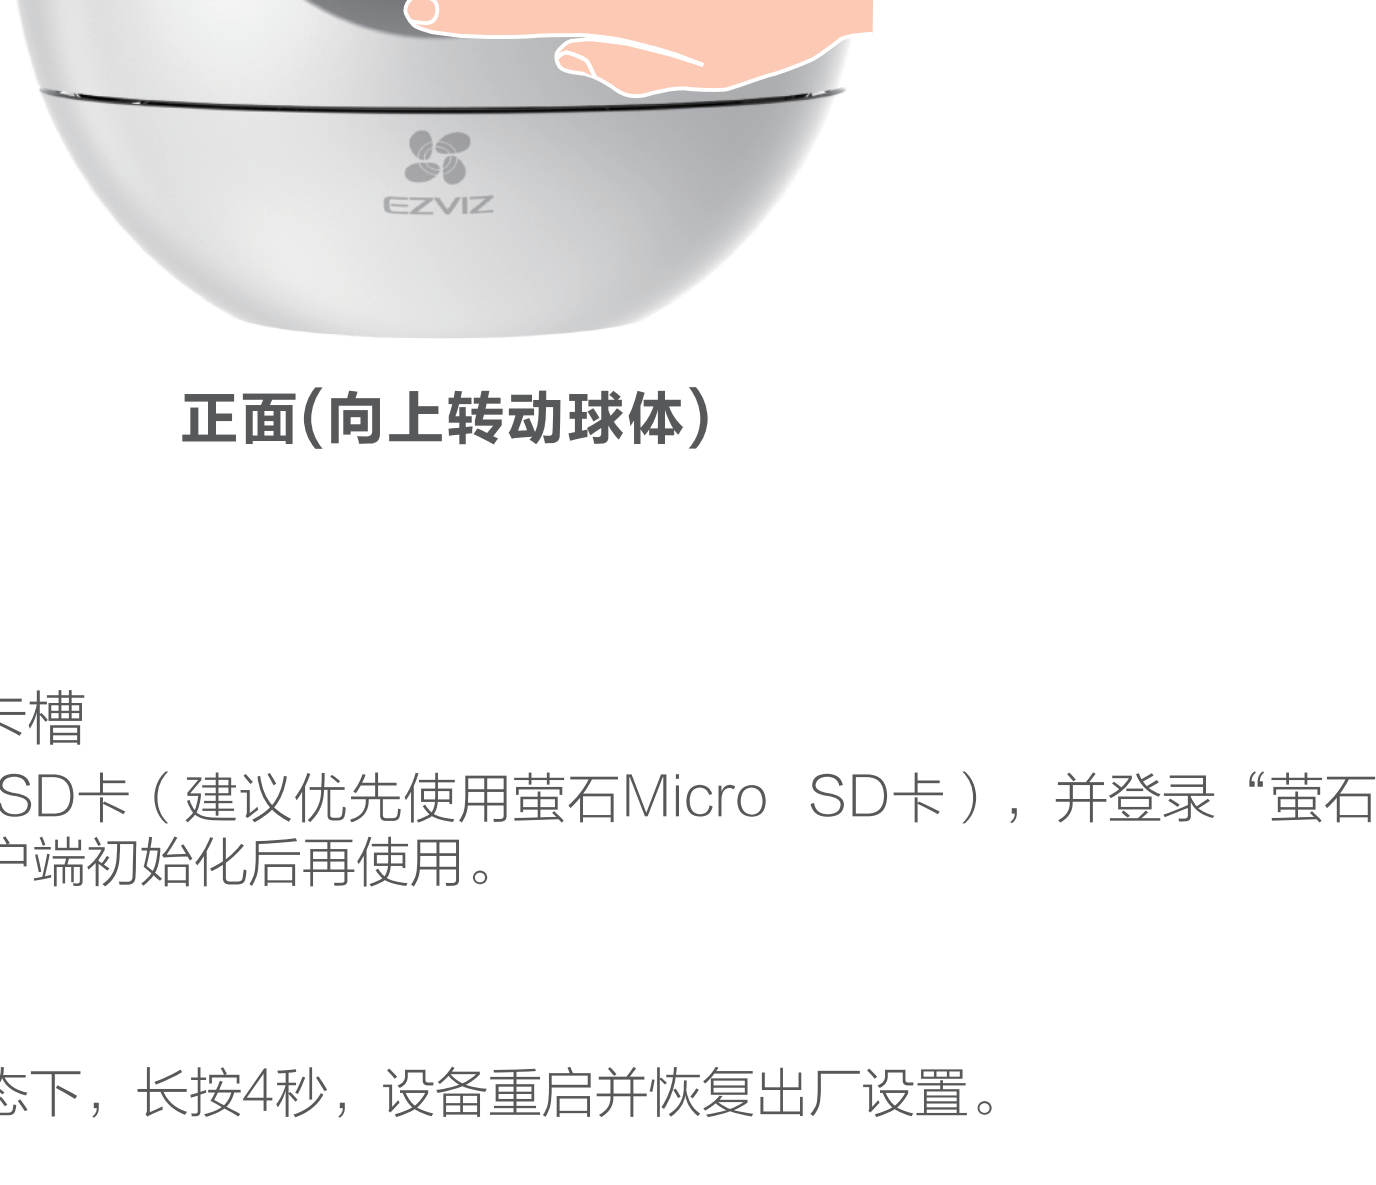 EZVIZ
正面(向上转动球体)
卡槽
SD卡（建议优先使用萤石Micro SD卡），并登录“萤石
户端初始化后再使用。
态下，长按4秒，设备重启并恢复出厂设置。